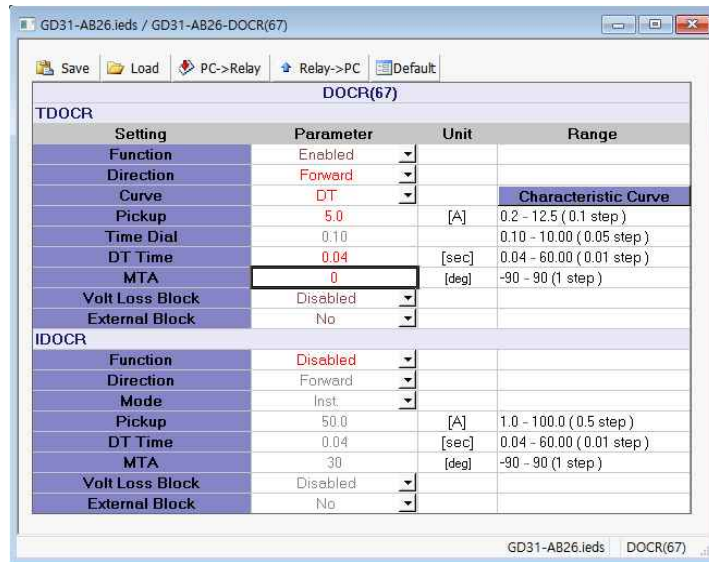 GD31-AB26.ieds / GD31-AB26-DOCR(67)
Save Load PC->Relay Relay->PC Default
DOCR(67)
TDOCR
Setting Parameter Unit Range
Function Enabled
Direction Forward
Curve DT Characteristic Curve
Pickup 5.0 [A] 0.2 - 12.5 ( 0.1 step )
Time Dial 0.10 0.10 - 10.00 ( 0.05 step )
DT Time 0.04 [sec] 0.04 - 60.00 ( 0.01 step )
MTA 0 [deg] -90 - 90 (1 step )
Volt Loss Block Disabled
External Block No
IDOCR
Function Disabled
Direction Forward
Mode Inst.
Pickup 50.0 [A] 1.0 - 100.0 ( 0.5 step )
DT Time 0.04 [sec] 0.04 - 60.00 ( 0.01 step )
MTA 30 [deg] -90 - 90 (1 step )
Volt Loss Block Disabled
External Block No
GD31-AB26.ieds DOCR(67)